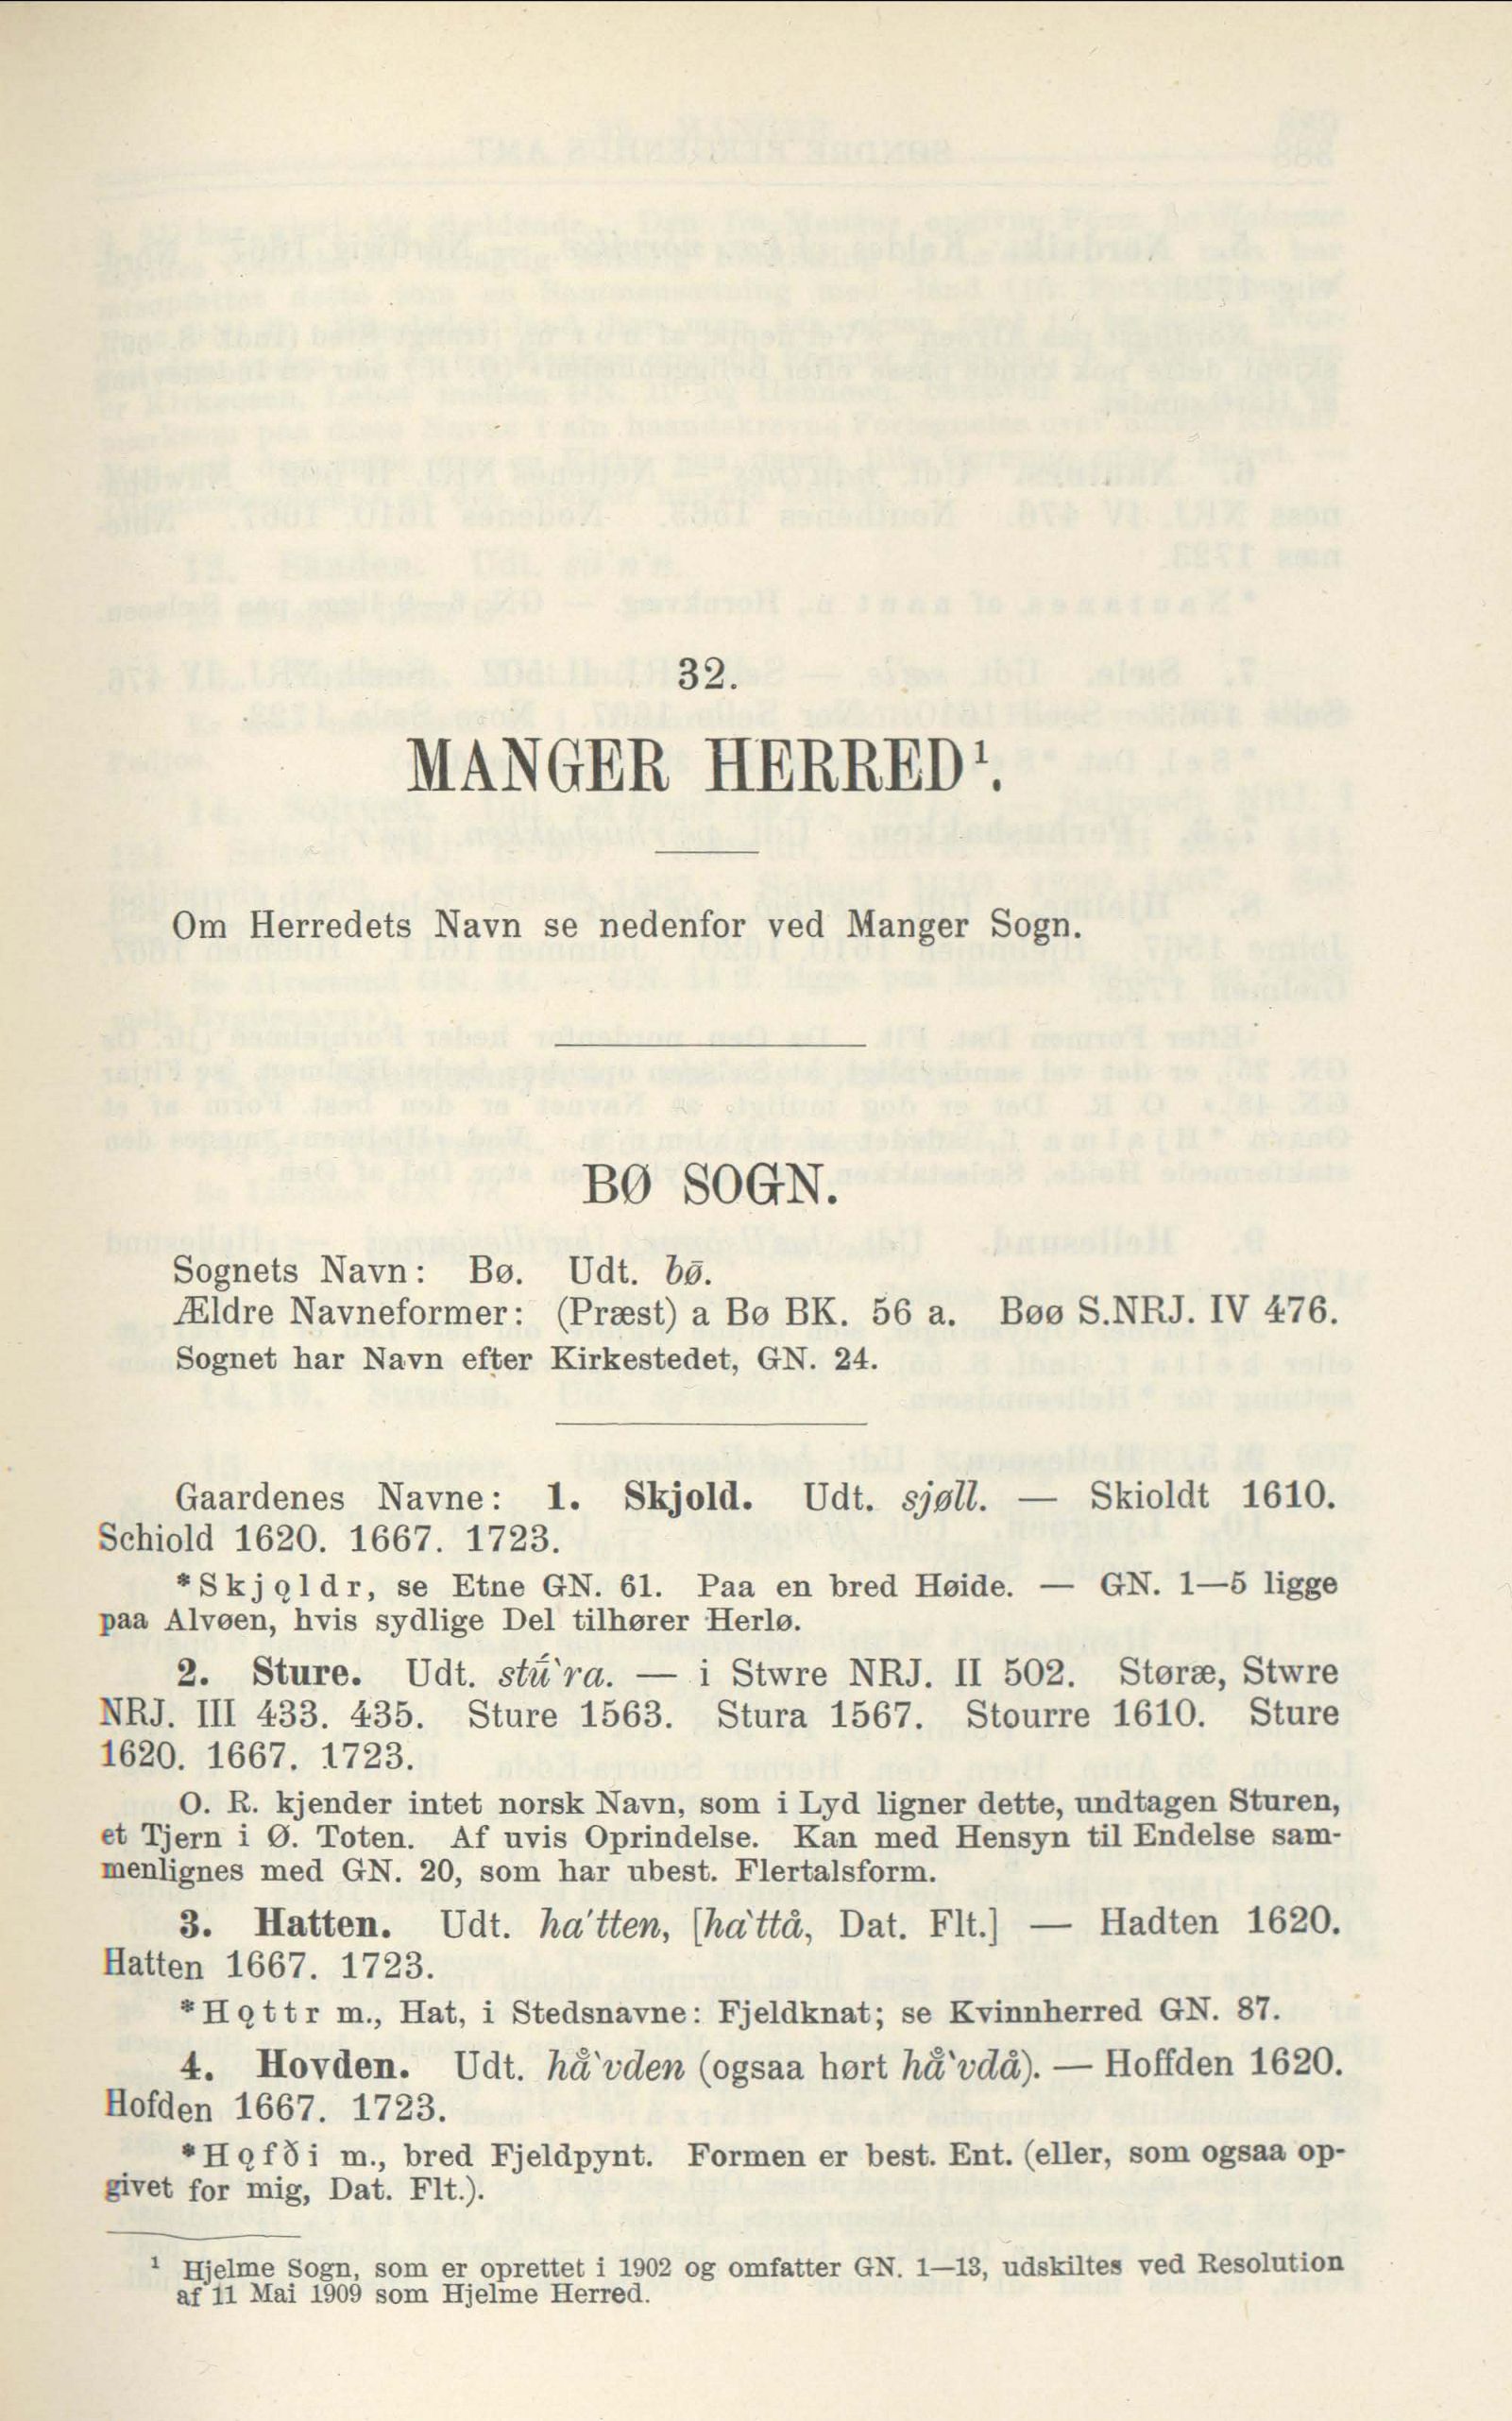 32.
MANGER HERRED¹.
Om Herredets Navn se nedenfor ved Manger Sogn.
BØ SOGN.
Sognets Navn: Bø. Udt. bø̄.
Ældre Navneformer: (Præst) a Bø BK. 56 a. Bøø S.NRJ. IV 476.
Sognet har Navn efter Kirkestedet, GN. 24.
Gaardenes Navne: 1. Skjold. Udt. sjøll. — Skioldt 1610.
Schiold 1620. 1667. 1723.
*Skjǫldr, se Etne GN. 61. Paa en bred Høide. — GN. 1—5 ligge
paa Alvøen, hvis sydlige Del tilhører Herlø.
2. Sture. Udt. stū́`ra. — i Stwre NRJ. II 502. Støræ, Stwre
NRJ. III 433. 435. Sture 1563. Stura 1567. Stourre 1610. Sture
1620. 1667. 1723.
O. R. kjender intet norsk Navn, som i Lyd ligner dette, undtagen Sturen,
et Tjern i Ø. Toten. Af uvis Oprindelse. Kan med Hensyn til Endelse sam-
menlignes med GN. 20, som har ubest. Flertalsform.
3. Hatten. Udt. ha'tten, [ha`ttå, Dat. Flt.] — Hadten 1620.
Hatten 1667. 1723.
*Hǫttr m., Hat, i Stedsnavne: Fjeldknat; se Kvinnherred GN. 87.
4. Hovden. Udt. hå`vden (ogsaa hørt hå`vdå). — Hoffden 1620.
Hofden 1667. 1723.
*Hǫfði m., bred Fjeldpynt. Formen er best. Ent. (eller, som ogsaa op-
givet for mig, Dat. Flt.).
¹ Hjelme Sogn, som er oprettet i 1902 og omfatter GN. 1—13, udskiltes ved Resolution
af 11 Mai 1909 som Hjelme Herred.